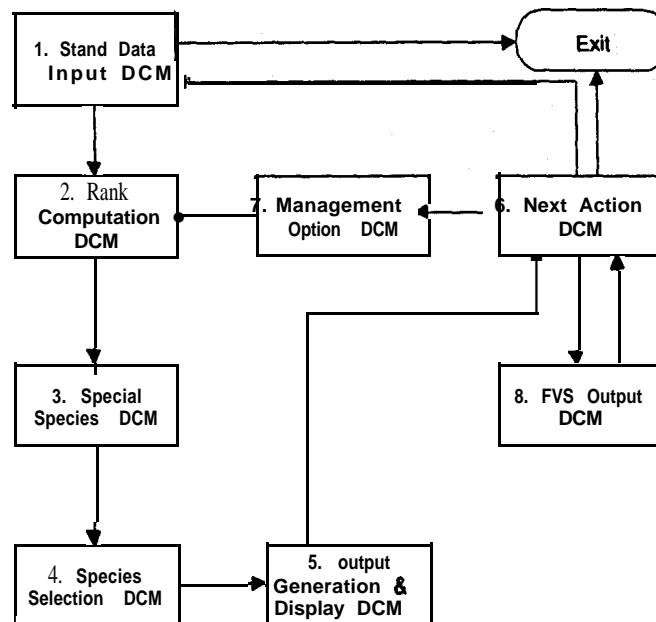 1. Stand Data
Input DCM
Exit
2. Rank
Computation
DCM
7. Management
Option DCM
6. Next Action
DCM
3. Special
Species DCM
8. FVS Output
DCM
4. Species
Selection DCM
5. output
Generation &
Display DCM